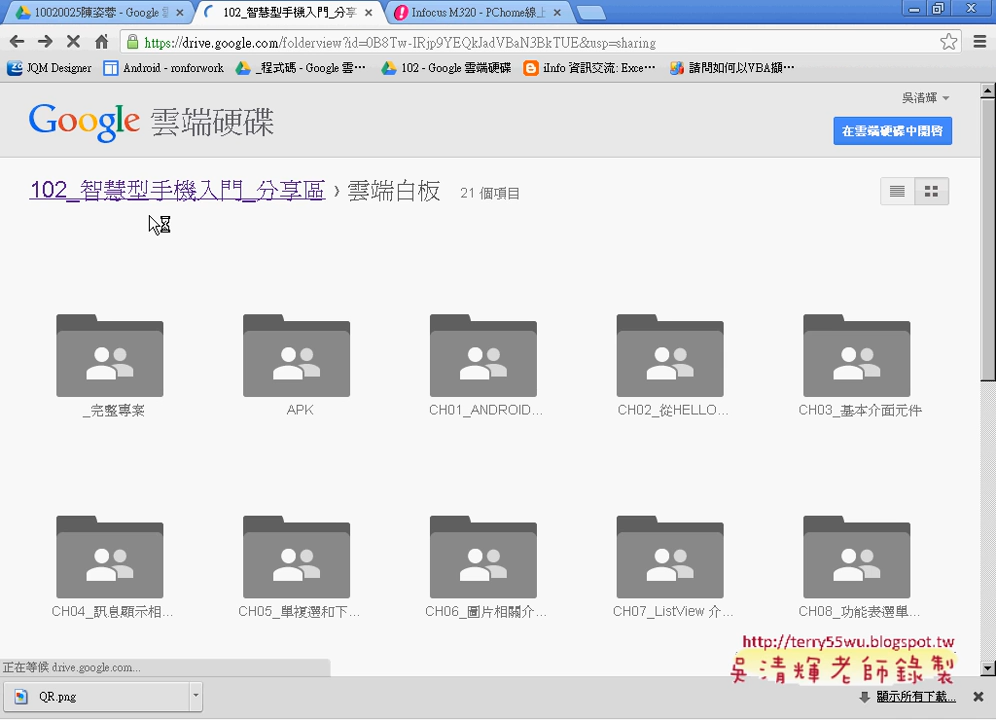 10020025陳姿蓉 - Google
102_智慧型手機入門_分享
Infocus M320 - PChome線上
https://drive.google.com/folderview?id=0B8Tw-IRjp9YEQkJadVBaN3BkTUE&usp=sharing
JQM Designer
Android - ronforwork
_程式碼 - Google 雲…
102 - Google 雲端硬碟
iInfo 資訊交流: Exce…
請問如何以VBA擷…
吳清輝
Google 雲端硬碟
在雲端硬碟中開啓
102_智慧型手機入門_分享區 › 雲端白板 21 個項目
_完整專案
APK
CH01_ANDROID...
CH02_從HELLO...
CH03_基本介面元件
CH04_訊息顯示相...
CH05_單複選和下...
CH06_圖片相關介...
CH07_ListView 介...
CH08_功能表選單...
http://terry55wu.blogspot.tw
吳清輝老師錄製
正在等候 drive.google.com...
QR.png
顯示所有下載...